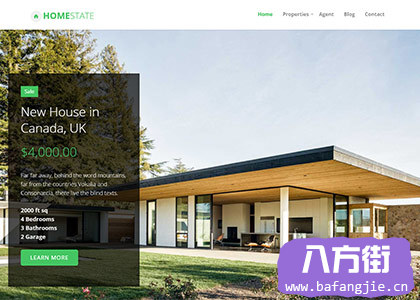 HOMESTATE
Home Properties Agent Blog Contact
Sale
New House in
Canada, UK
$4,000.00
Far far away, behind the word mountains,
far from the countries Vokalia and
Consonantia, there live the blind texts.
2000 ft sq
4 Bedrooms
3 Bathrooms
2 Garage
LEARN MORE
八方街
www.bafangjie.cn